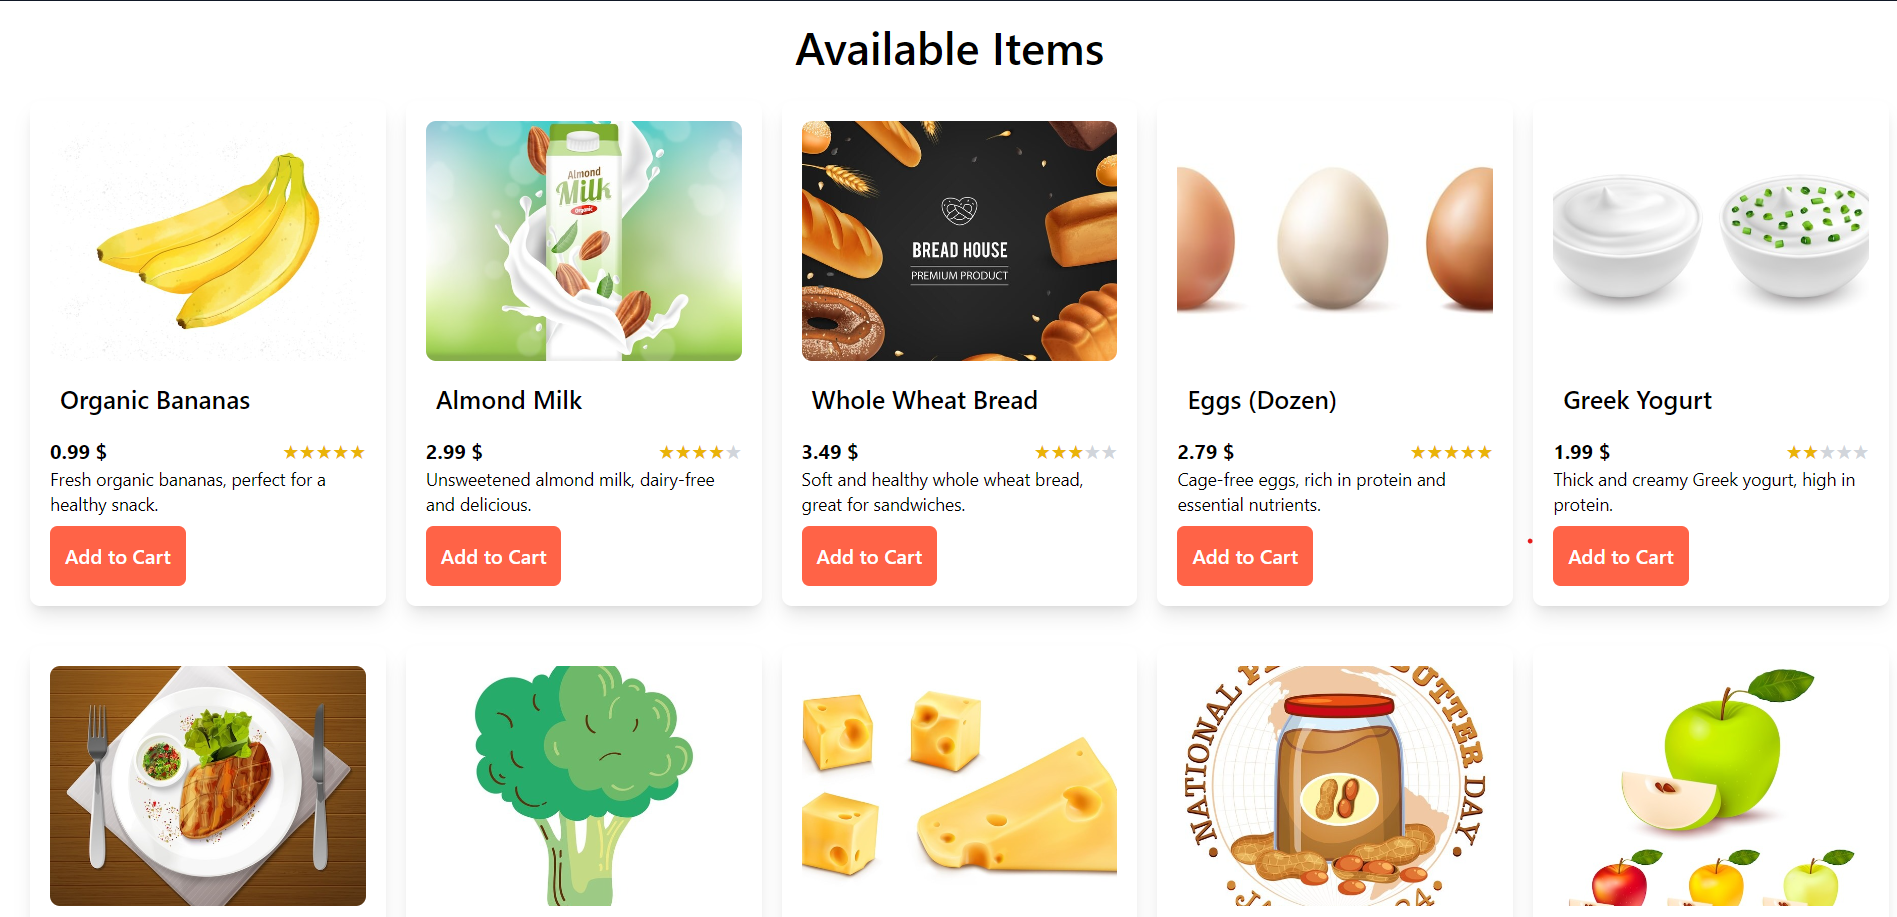 Available Items
Almond
Milk
Organic
BREAD HOUSE
PREMIUM PRODUCT
Organic Bananas
Almond Milk
Whole Wheat Bread
Eggs (Dozen)
Greek Yogurt
0.99 $ ★★★★★
2.99 $ ★★★★★
3.49 $ ★★★★★
2.79 $ ★★★★★
1.99 $ ★★★★★
Fresh organic bananas, perfect for a
healthy snack.
Unsweetened almond milk, dairy-free
and delicious.
Soft and healthy whole wheat bread,
great for sandwiches.
Cage-free eggs, rich in protein and
essential nutrients.
Thick and creamy Greek yogurt, high in
protein.
Add to Cart
Add to Cart
Add to Cart
Add to Cart
Add to Cart
NATIONAL
BUTTER DAY